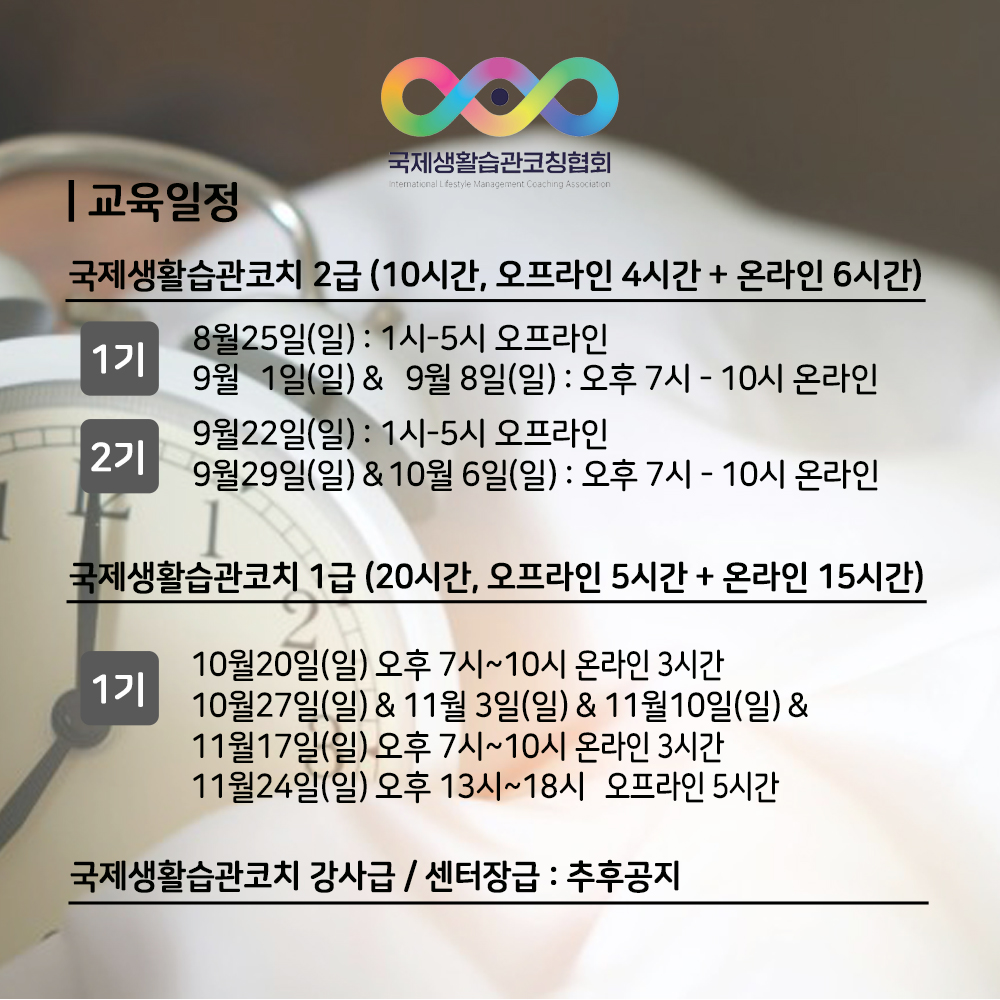 국제생활습관코칭협회
International Lifestyle Management Coaching Association
| 교육일정
국제생활습관코치 2급 (10시간, 오프라인 4시간 + 온라인 6시간)
1기
8월25일(일) : 1시-5시 오프라인
9월 1일(일) & 9월 8일(일) : 오후 7시 - 10시 온라인
2기
9월22일(일) : 1시-5시 오프라인
9월29일(일) & 10월 6일(일) : 오후 7시 - 10시 온라인
국제생활습관코치 1급 (20시간, 오프라인 5시간 + 온라인 15시간)
1기
10월20일(일) 오후 7시~10시 온라인 3시간
10월27일(일) & 11월 3일(일) & 11월10일(일) &
11월17일(일) 오후 7시~10시 온라인 3시간
11월24일(일) 오후 13시~18시 오프라인 5시간
국제생활습관코치 강사급 / 센터장급 : 추후공지
12
1
2
3